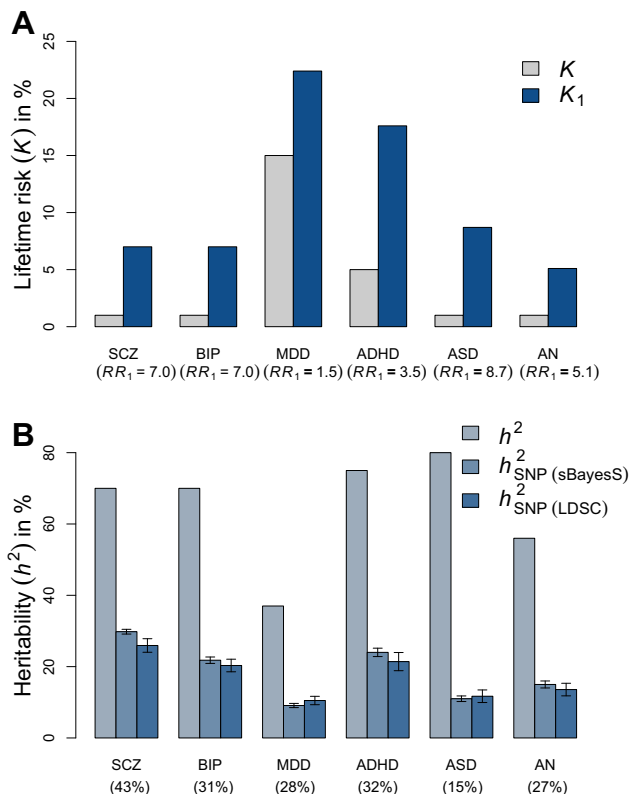 A
Lifetime risk (K) in %
25
20
15
10
5
0
K
K1
SCZ BIP MDD ADHD ASD AN
(RR1 = 7.0) (RR1 = 7.0) (RR1 = 1.5) (RR1 = 3.5) (RR1 = 8.7) (RR1 = 5.1)
B
Heritability (h²) in %
80
60
40
20
0
h²
h²SNP (sBayesS)
h²SNP (LDSC)
SCZ BIP MDD ADHD ASD AN
(43%) (31%) (28%) (32%) (15%) (27%)